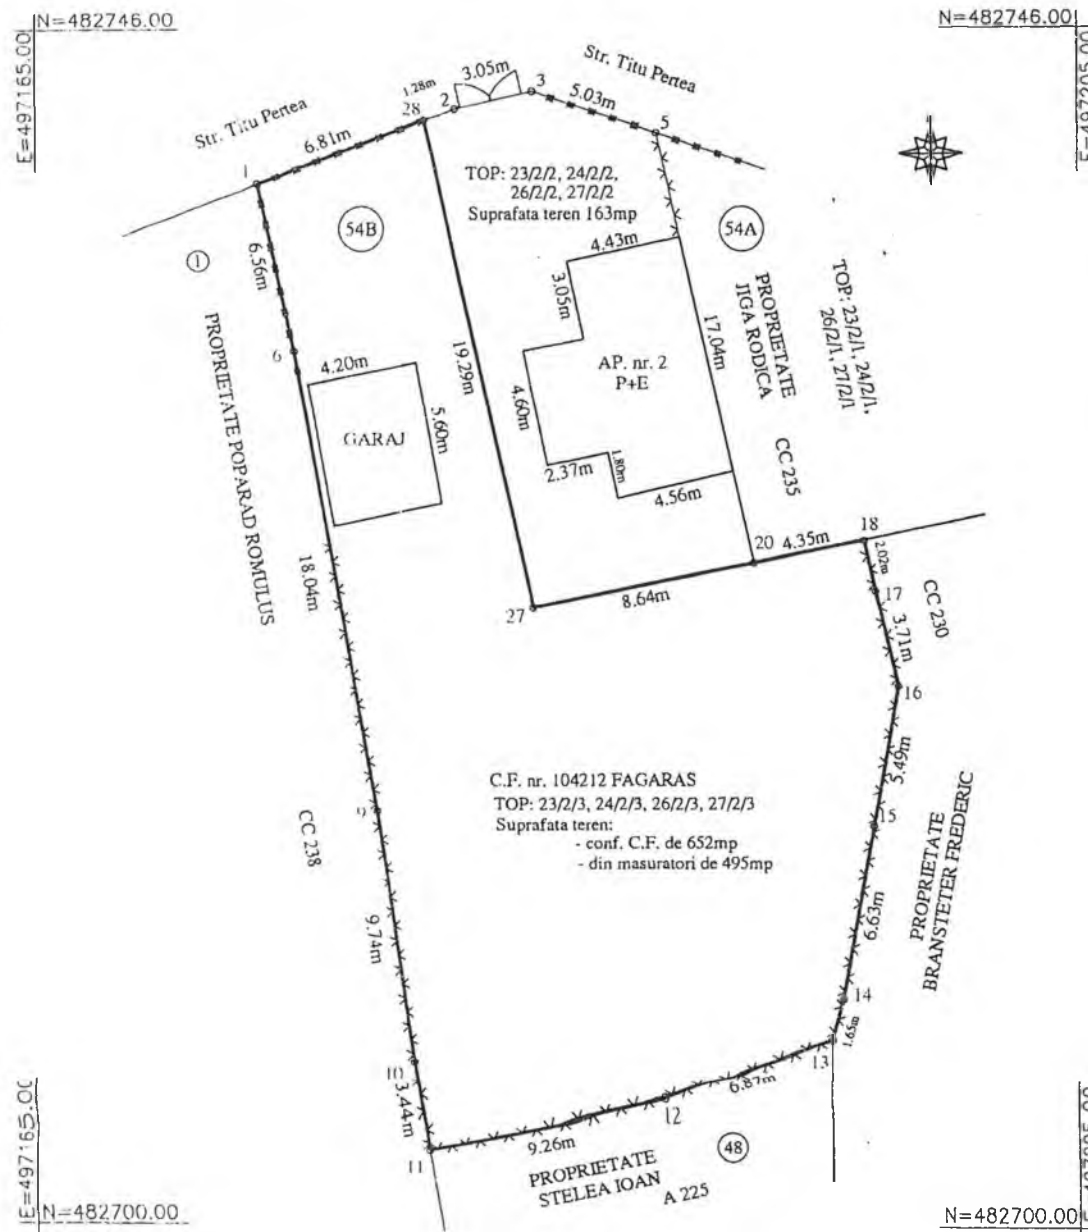 N=482746.00
N=482746.00
E=497165.00
E=497205.00
Str. Titu Pertea
Str. Titu Pertea
1.28m
3.05m
28
2
3
5.03m
5
6.81m
1
TOP: 23/2/2, 24/2/2,
26/2/2, 27/2/2
Suprafata teren 163mp
54B
54A
1
6.56m
4.43m
3.05m
PROPRIETATE
JIGA RODICA
TOP: 23/2/1, 24/2/1,
26/2/1, 27/2/1
17.04m
PROPRIETATE POPARAD ROMULUS
6
4.20m
19.29m
AP. nr. 2
P+E
4.60m
5.60m
GARAJ
2.37m
1.80m
4.56m
CC 235
18.04m
20
4.35m
18
2.02m
27
8.64m
17
CC 230
3.71m
16
5.49m
C.F. nr. 104212 FAGARAS
TOP: 23/2/3, 24/2/3, 26/2/3, 27/2/3
Suprafata teren:
- conf. C.F. de 652mp
- din masuratori de 495mp
9
15
CC 238
PROPRIETATE
BRANSTETER FREDERIC
9.74m
6.63m
14
1.65m
13
10
3.44m
6.87m
12
11
9.26m
48
PROPRIETATE
STELEA IOAN
A 225
E=497165.00
N=482700.00
N=482700.00